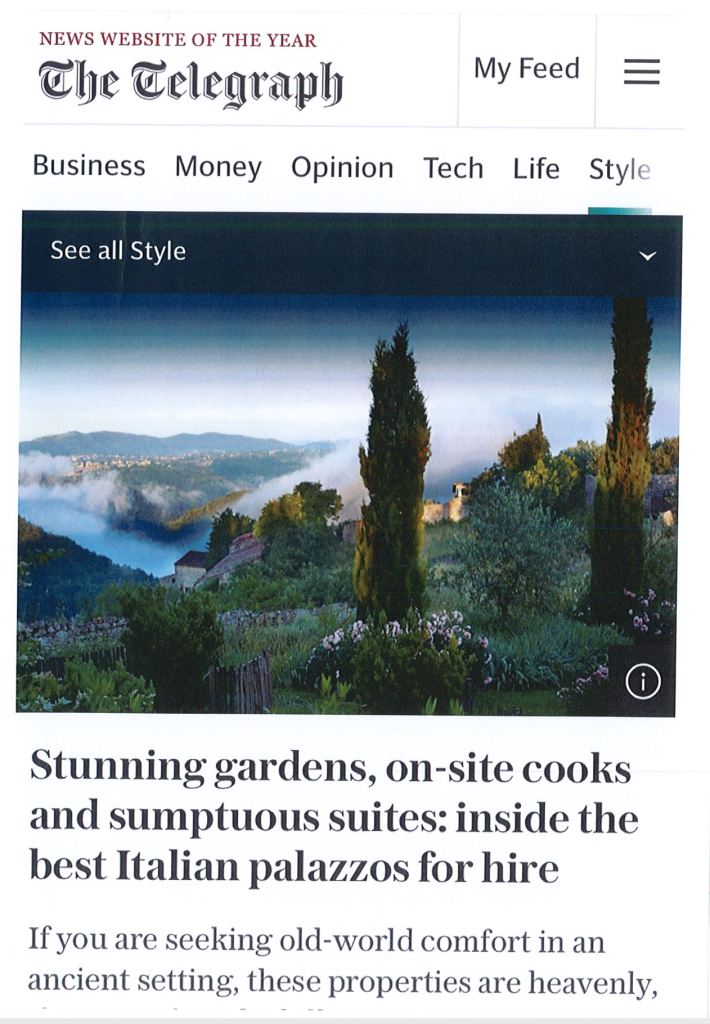 NEWS WEBSITE OF THE YEAR
The Telegraph
My Feed
Business Money Opinion Tech Life Style
See all Style
i
Stunning gardens, on-site cooks
and sumptuous suites: inside the
best Italian palazzos for hire
If you are seeking old-world comfort in an
ancient setting, these properties are heavenly,